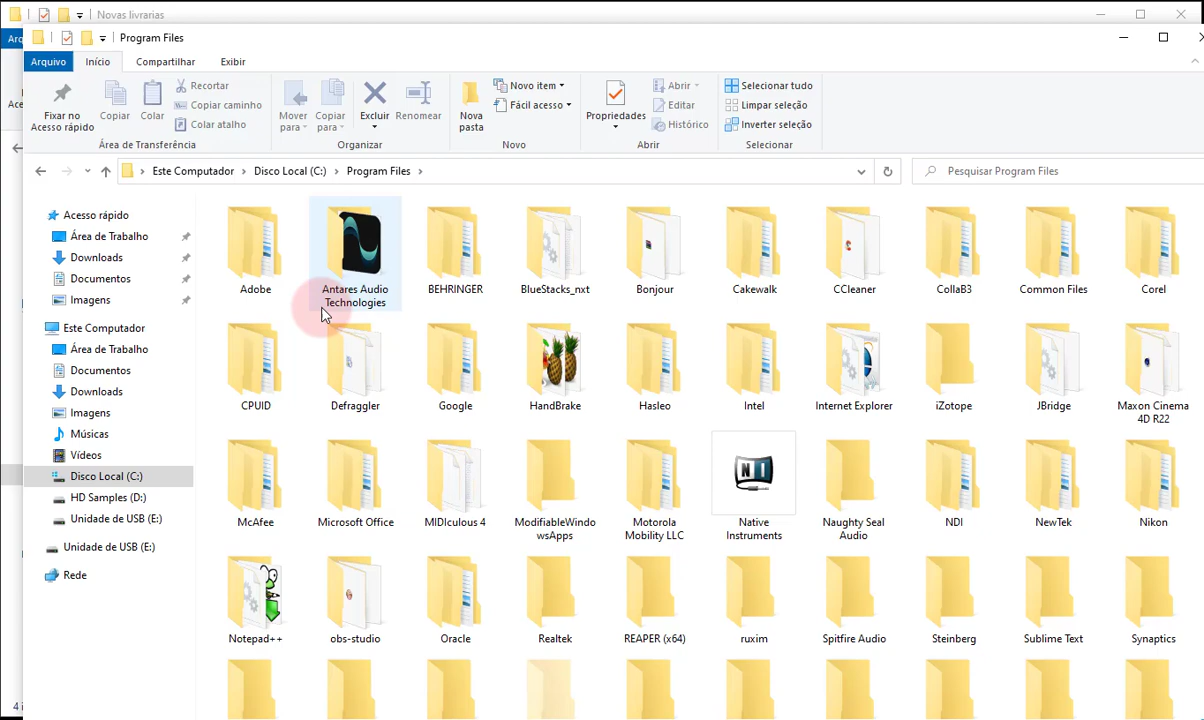 Novas livrarias
Arq
Program Files
Arquivo
Início
Compartilhar
Exibir
Fixar no
Acesso rápido
Copiar
Colar
Recortar
Copiar caminho
Colar atalho
Área de Transferência
Mover
para
Copiar
para
Excluir
Renomear
Organizar
Nova
pasta
Novo item
Fácil acesso
Novo
Propriedades
Abrir
Editar
Histórico
Abrir
Selecionar tudo
Limpar seleção
Inverter seleção
Selecionar
Ace
Este Computador
Disco Local (C:)
Program Files
Pesquisar Program Files
Acesso rápido
Área de Trabalho
Downloads
Documentos
Imagens
Este Computador
Área de Trabalho
Documentos
Downloads
Imagens
Músicas
Vídeos
Disco Local (C:)
HD Samples (D:)
Unidade de USB (E:)
Unidade de USB (E:)
Rede
Adobe
Antares Audio
Technologies
BEHRINGER
BlueStacks_nxt
Bonjour
Cakewalk
CCleaner
CollaB3
Common Files
Corel
CPUID
Defraggler
Google
HandBrake
Hasleo
Intel
Internet Explorer
iZotope
JBridge
Maxon Cinema
4D R22
McAfee
Microsoft Office
MIDIculous 4
ModifiableWindo
wsApps
Motorola
Mobility LLC
NI
Native
Instruments
Naughty Seal
Audio
NDI
NewTek
Nikon
Notepad++
obs-studio
Oracle
Realtek
REAPER (x64)
ruxim
Spitfire Audio
Steinberg
Sublime Text
Synaptics
4 i